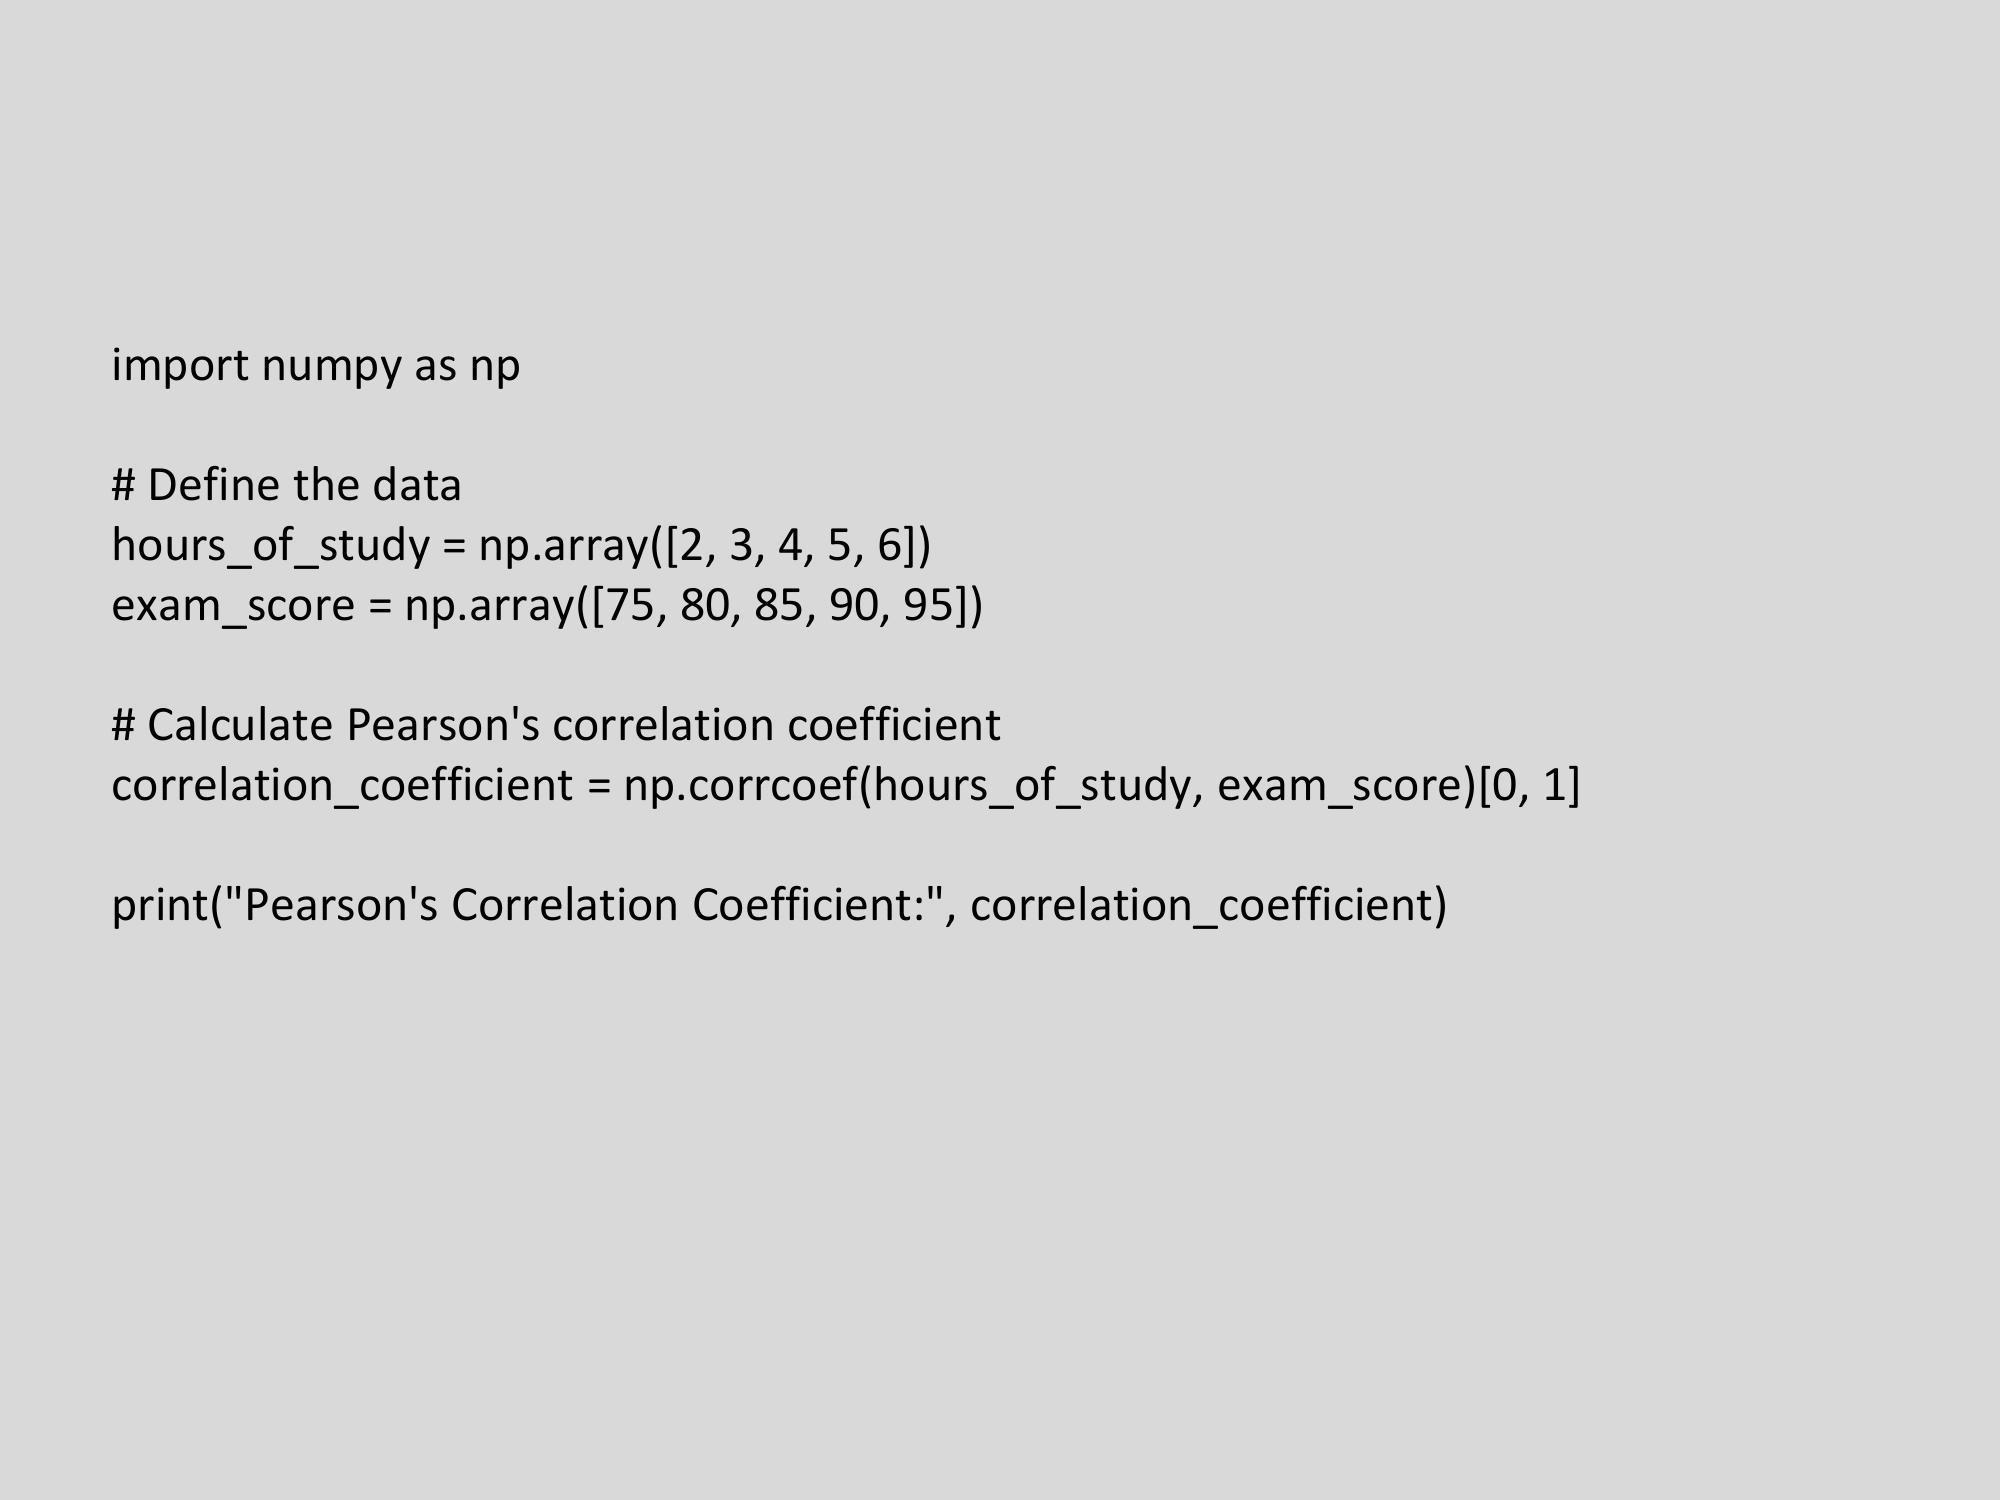 import numpy as np
# Define the data
hours_of_study = np.array([2, 3, 4, 5, 6])
exam_score = np.array([75, 80, 85, 90, 95])
# Calculate Pearson's correlation coefficient
correlation_coefficient = np.corrcoef(hours_of_study, exam_score)[0, 1]
print("Pearson's Correlation Coefficient:", correlation_coefficient)